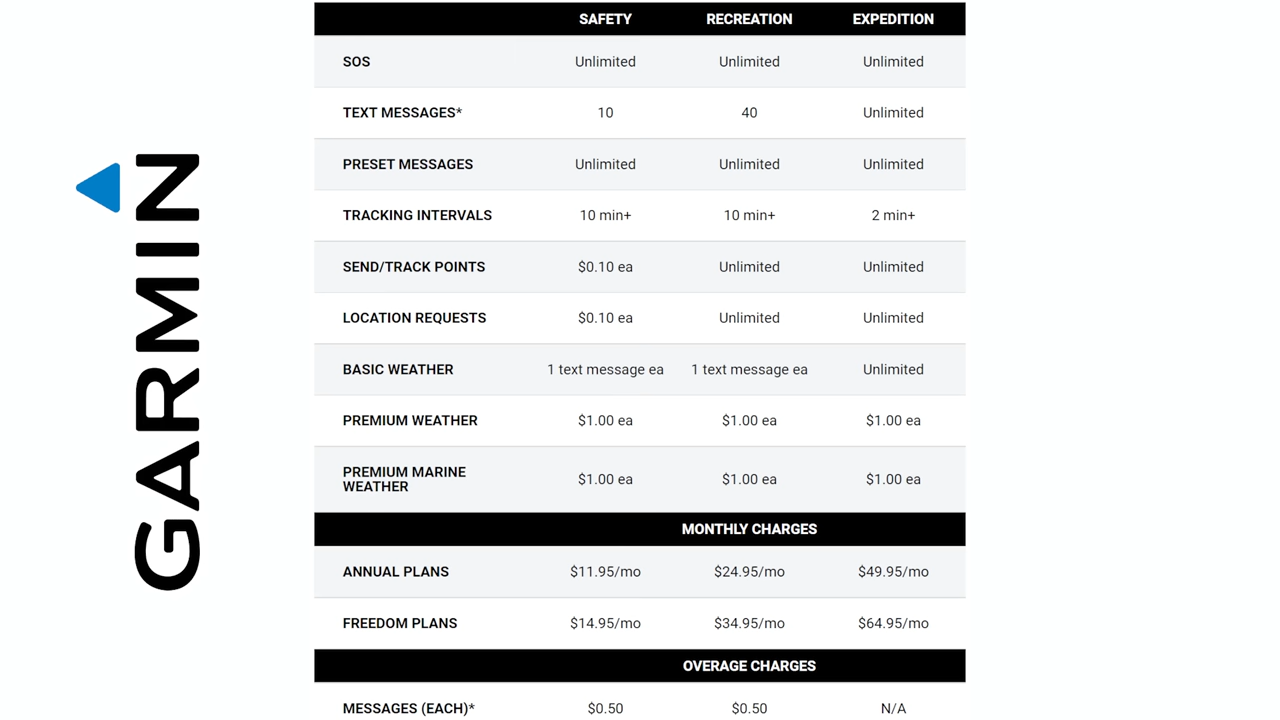 GARMIN
SAFETY RECREATION EXPEDITION
SOS Unlimited Unlimited Unlimited
TEXT MESSAGES* 10 40 Unlimited
PRESET MESSAGES Unlimited Unlimited Unlimited
TRACKING INTERVALS 10 min+ 10 min+ 2 min+
SEND/TRACK POINTS $0.10 ea Unlimited Unlimited
LOCATION REQUESTS $0.10 ea Unlimited Unlimited
BASIC WEATHER 1 text message ea 1 text message ea Unlimited
PREMIUM WEATHER $1.00 ea $1.00 ea $1.00 ea
PREMIUM MARINE
WEATHER $1.00 ea $1.00 ea $1.00 ea
MONTHLY CHARGES
ANNUAL PLANS $11.95/mo $24.95/mo $49.95/mo
FREEDOM PLANS $14.95/mo $34.95/mo $64.95/mo
OVERAGE CHARGES
MESSAGES (EACH)* $0.50 $0.50 N/A